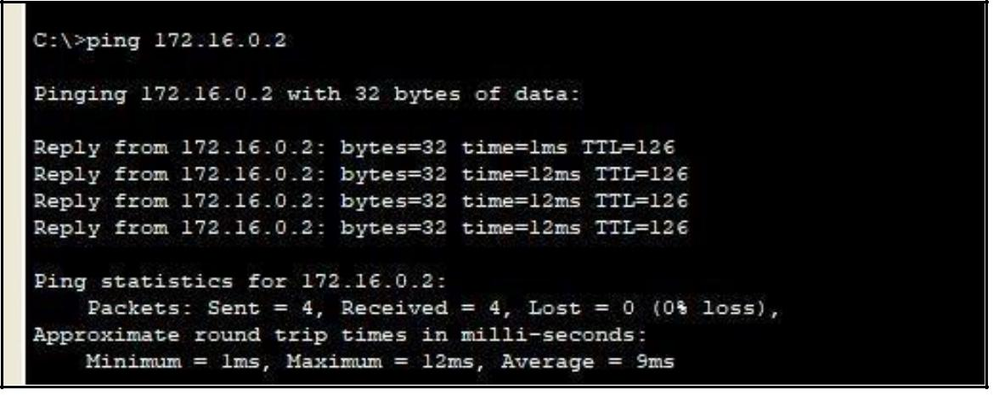 C:\>ping 172.16.0.2
Pinging 172.16.0.2 with 32 bytes of data:
Reply from 172.16.0.2: bytes=32 time=1ms TTL=126
Reply from 172.16.0.2: bytes=32 time=12ms TTL=126
Reply from 172.16.0.2: bytes=32 time=12ms TTL=126
Reply from 172.16.0.2: bytes=32 time=12ms TTL=126
Ping statistics for 172.16.0.2:
Packets: Sent = 4, Received = 4, Lost = 0 (0% loss),
Approximate round trip times in milli-seconds:
Minimum = 1ms, Maximum = 12ms, Average = 9ms